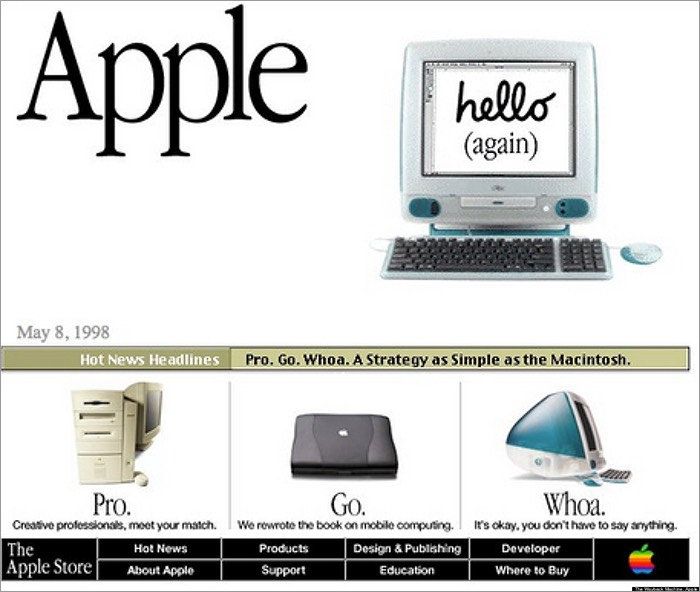 Apple
hello
(again)
May 8, 1998
Hot News Headlines
Pro. Go. Whoa. A Strategy as Simple as the Macintosh.
Pro.
Creative professionals, meet your match.
Go.
We rewrote the book on mobile computing.
Whoa.
It's okay, you don't have to say anything.
The
Apple Store
Hot News
Products
Design & Publishing
Developer
About Apple
Support
Education
Where to Buy
The Wayback Machine: Apple